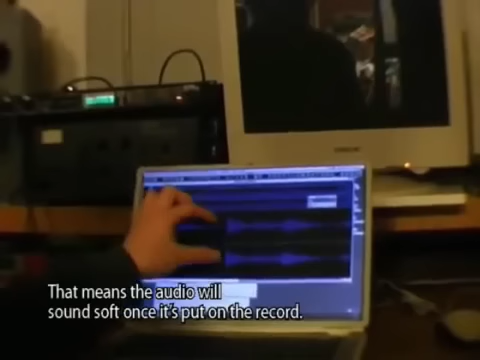 That means the audio will
sound soft once it's put on the record.